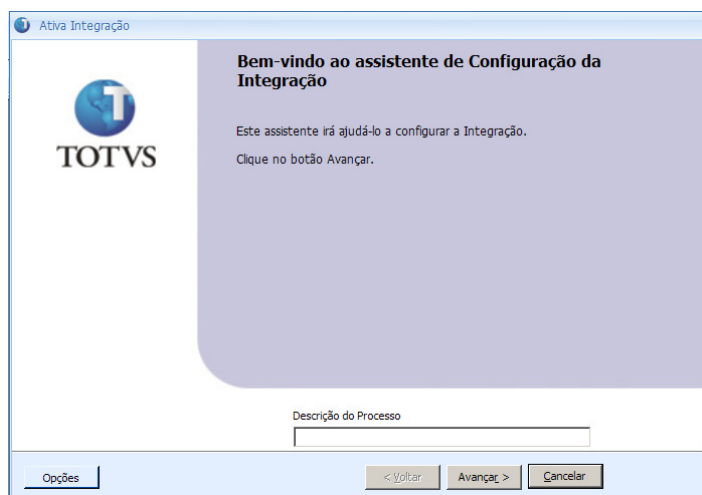 Ativa Integração
Bem-vindo ao assistente de Configuração da
Integração
Este assistente irá ajudá-lo a configurar a Integração.
Clique no botão Avançar.
TOTVS
Descrição do Processo
Opções
< Voltar
Avançar >
Cancelar